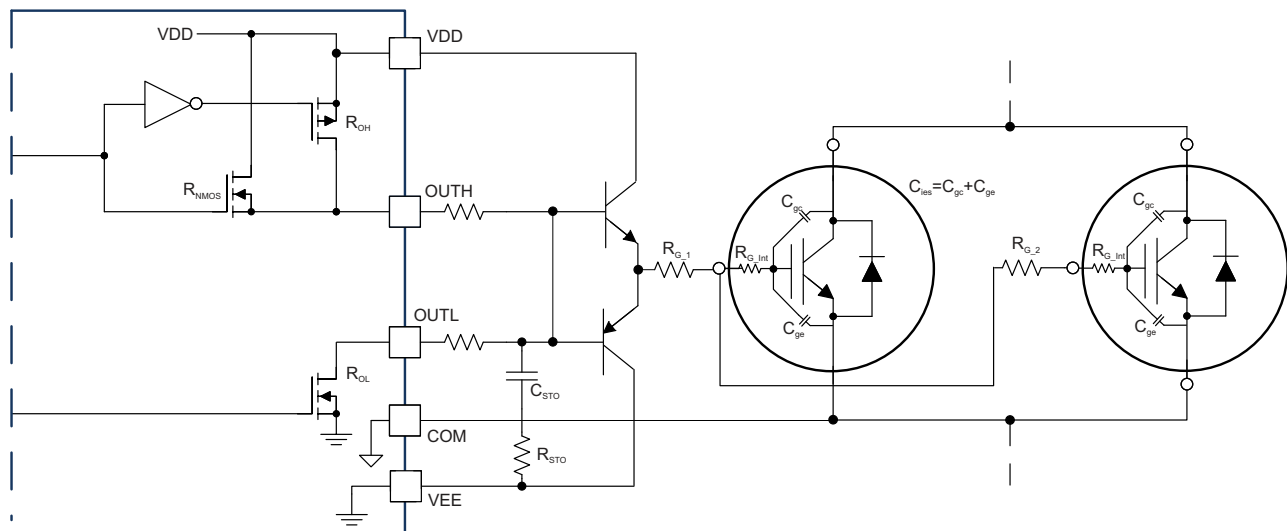 VDD
VDD
R_OH
R_NMOS
OUTH
C_ies=C_gc+C_ge
C_gc
C_gc
R_G_1
R_G_Int
R_G_2
R_G_Int
C_ge
C_ge
OUTL
R_OL
C_STO
COM
R_STO
VEE